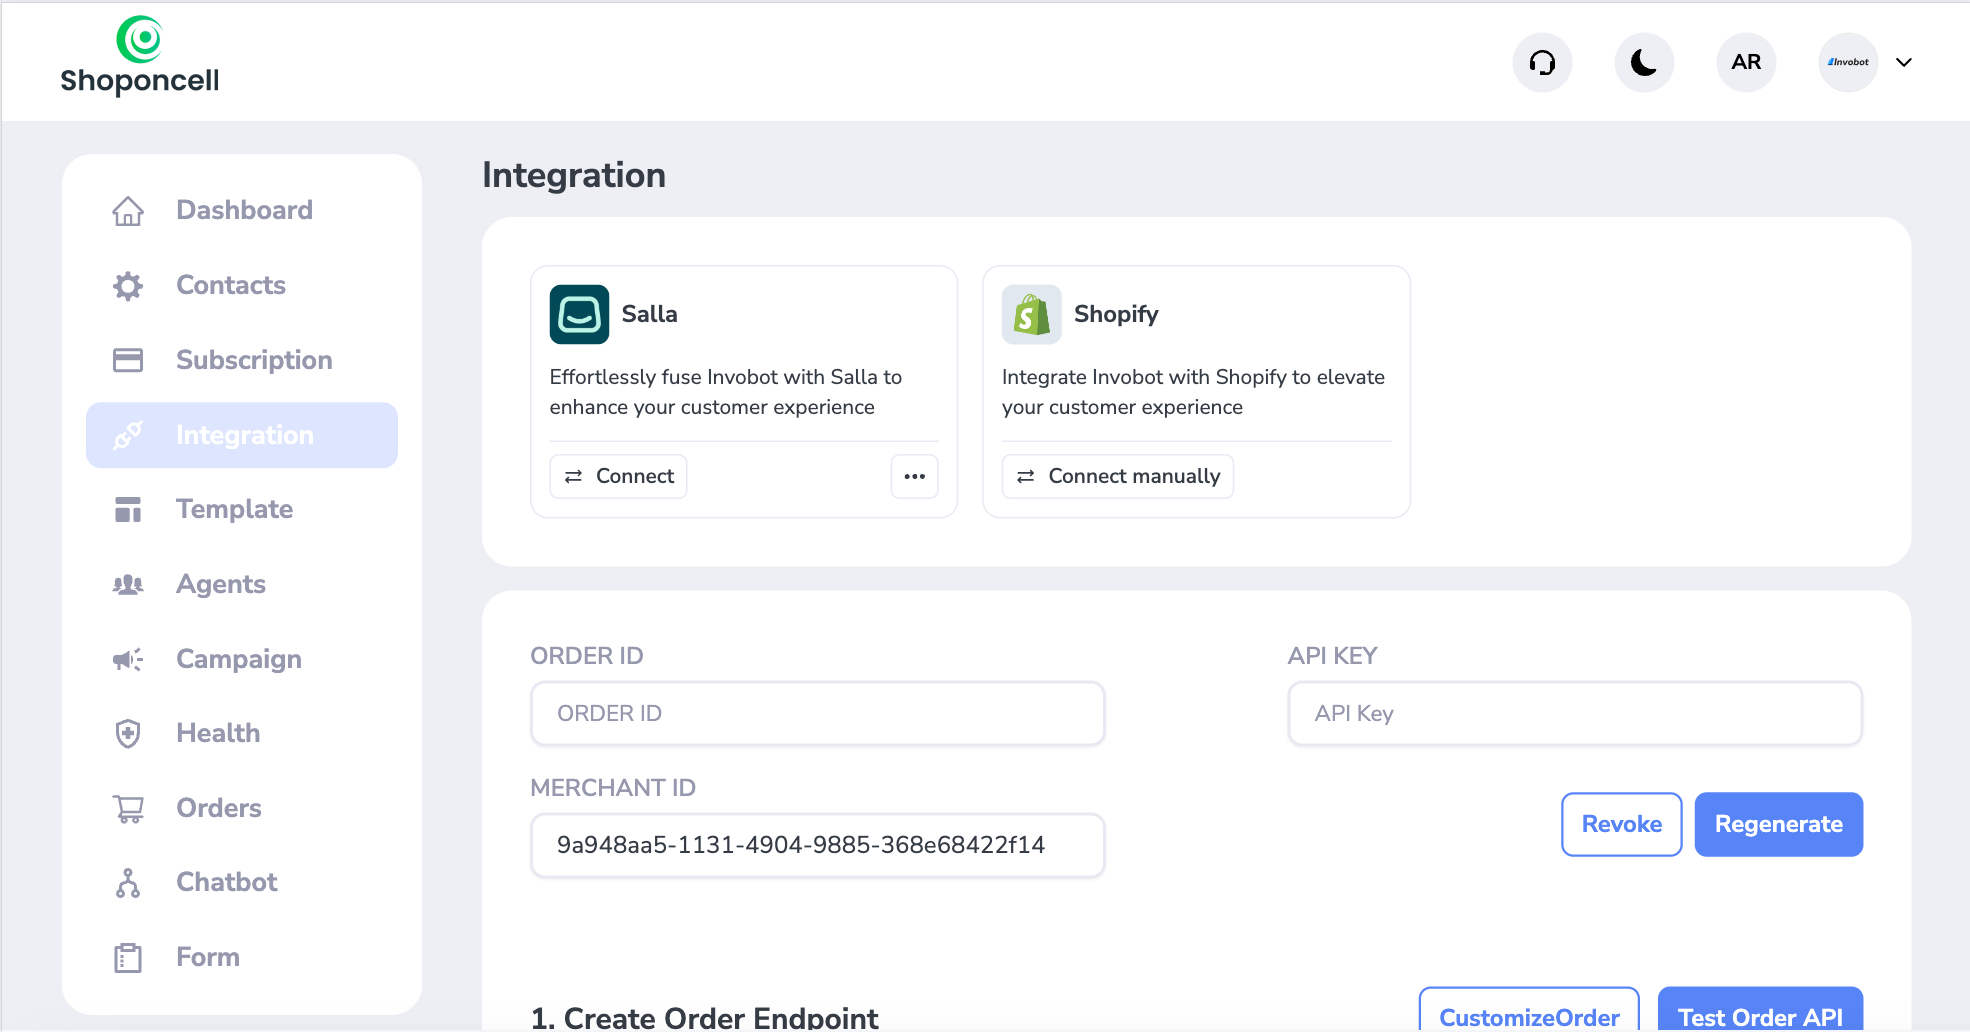 Shoponcell
AR
Invobot
Dashboard
Contacts
Subscription
Integration
Template
Agents
Campaign
Health
Orders
Chatbot
Form
Integration
Salla
Effortlessly fuse Invobot with Salla to
enhance your customer experience
Connect
Shopify
Integrate Invobot with Shopify to elevate
your customer experience
Connect manually
ORDER ID
ORDER ID
API KEY
API Key
MERCHANT ID
9a948aa5-1131-4904-9885-368e68422f14
Revoke
Regenerate
1. Create Order Endpoint
CustomizeOrder
Test Order API